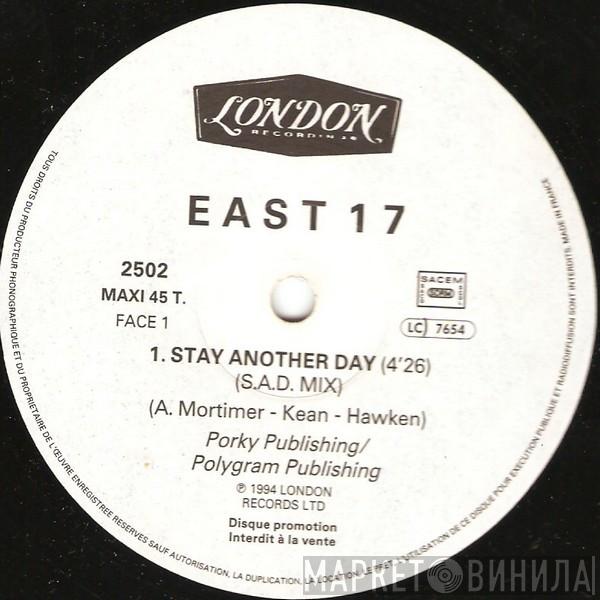 LONDON
RECORDINGS
EAST 17
2502
MAXI 45 T.
FACE 1
SACEM
SACD
SDRM
SGDL
LC 7654
1. STAY ANOTHER DAY (4'26)
(S.A.D. MIX)
(A. Mortimer - Kean - Hawken)
Porky Publishing/
Polygram Publishing
℗ 1994 LONDON
RECORDS LTD
Disque promotion
Interdit à la vente
TOUS DROITS DU PRODUCTEUR PHONOGRAPHIQUE ET DU PROPRIETAIRE DE L'ŒUVRE ENREGISTREE RESERVES SAUF AUTORISATION, LA DUPLICATION, LA LOCATION, LE PRET, L'UTILISATION DE CE DISQUE POUR EXECUTION PUBLIQUE ET RADIODIFFUSION SONT INTERDITS. MADE IN FRANCE
МАРКЕТ ВИНИЛА